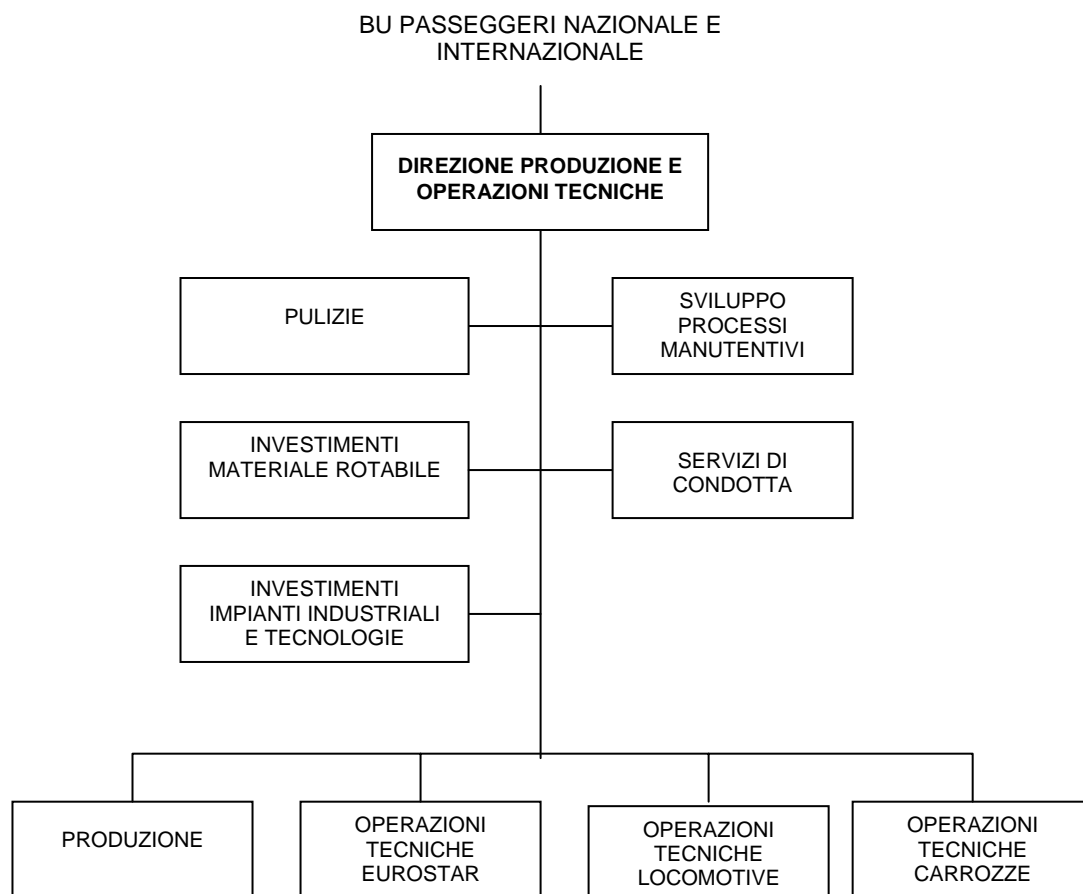 BU PASSEGGERI NAZIONALE E
INTERNAZIONALE
DIREZIONE PRODUZIONE E
OPERAZIONI TECNICHE
PULIZIE
SVILUPPO
PROCESSI
MANUTENTIVI
INVESTIMENTI
MATERIALE ROTABILE
SERVIZI DI
CONDOTTA
INVESTIMENTI
IMPIANTI INDUSTRIALI
E TECNOLOGIE
PRODUZIONE
OPERAZIONI
TECNICHE
EUROSTAR
OPERAZIONI
TECNICHE
LOCOMOTIVE
OPERAZIONI
TECNICHE
CARROZZE